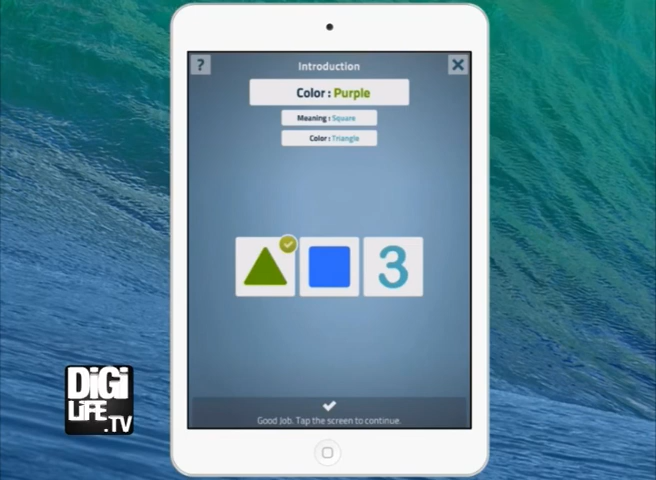 ?
Introduction
X
Color : Purple
Meaning : Square
Color : Triangle
3
Good Job. Tap the screen to continue.
DiGi
LiFE
.TV